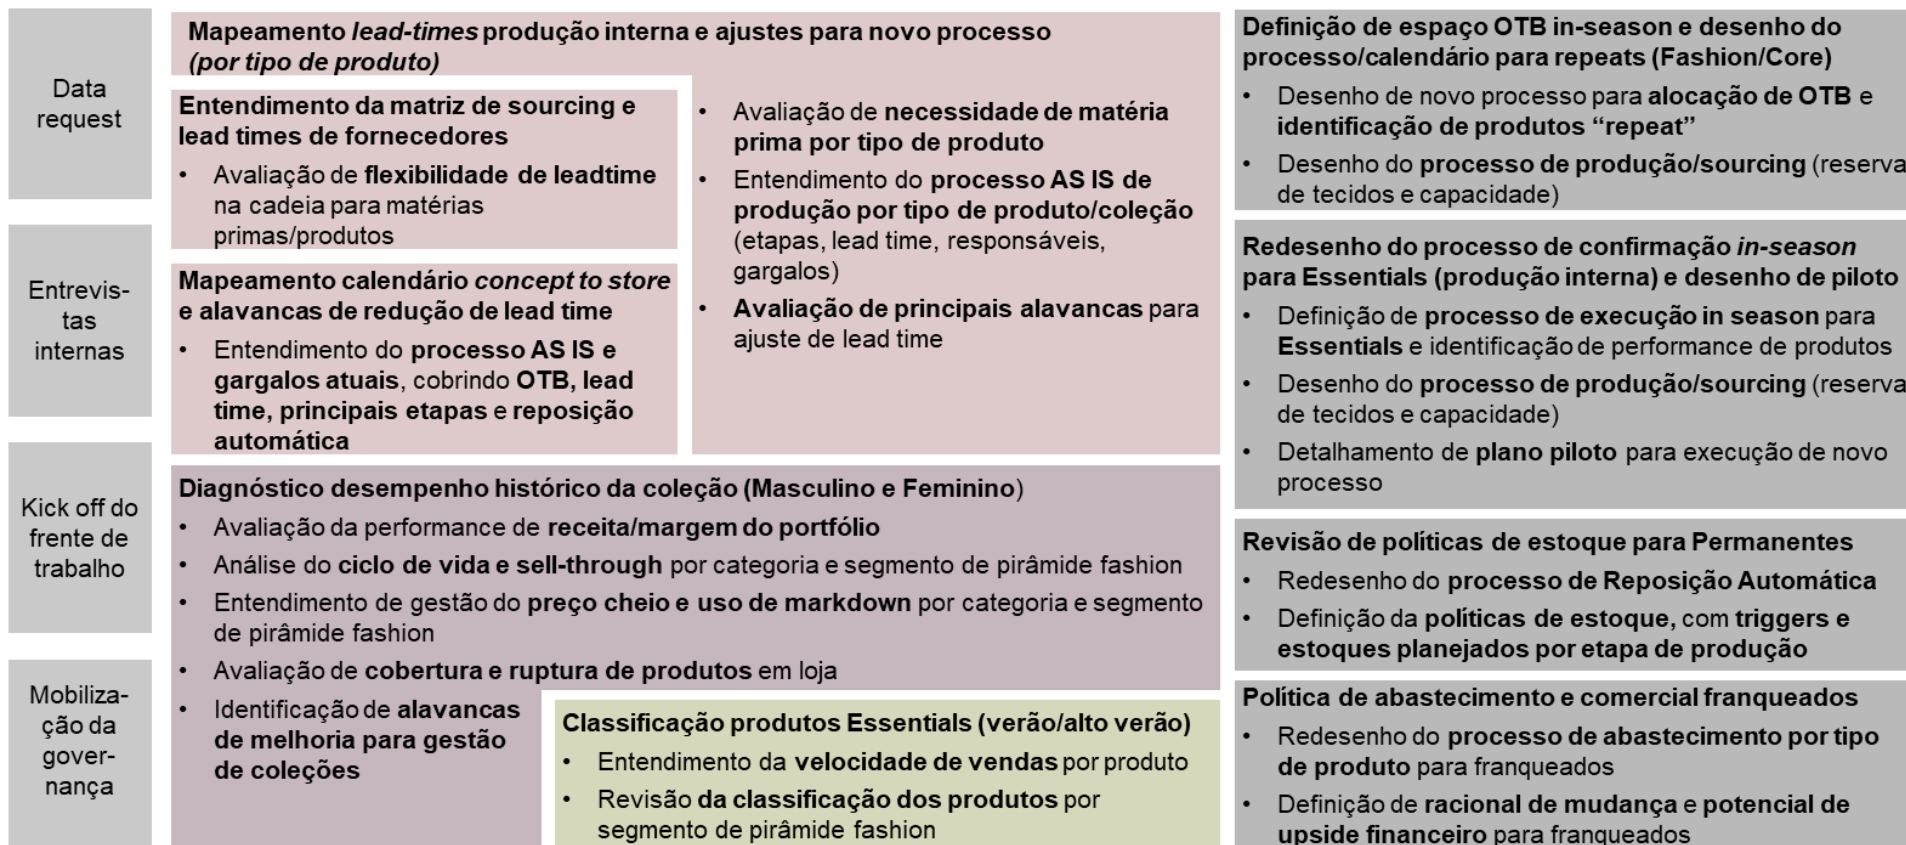 Data
request
Entrevis-
tas
internas
Kick off do
frente de
trabalho
Mobiliza-
ção da
gover-
nança
Mapeamento lead-times produção interna e ajustes para novo processo
(por tipo de produto)
Entendimento da matriz de sourcing e
lead times de fornecedores
• Avaliação de flexibilidade de leadtime
na cadeia para matérias
primas/produtos
Mapeamento calendário concept to store
e alavancas de redução de lead time
• Entendimento do processo AS IS e
gargalos atuais, cobrindo OTB, lead
time, principais etapas e reposição
automática
• Avaliação de necessidade de matéria
prima por tipo de produto
• Entendimento do processo AS IS de
produção por tipo de produto/coleção
(etapas, lead time, responsáveis,
gargalos)
• Avaliação de principais alavancas para
ajuste de lead time
Diagnóstico desempenho histórico da coleção (Masculino e Feminino)
• Avaliação da performance de receita/margem do portfólio
• Análise do ciclo de vida e sell-through por categoria e segmento de pirâmide fashion
• Entendimento de gestão do preço cheio e uso de markdown por categoria e segmento
de pirâmide fashion
• Avaliação de cobertura e ruptura de produtos em loja
• Identificação de alavancas
de melhoria para gestão
de coleções
Classificação produtos Essentials (verão/alto verão)
• Entendimento da velocidade de vendas por produto
• Revisão da classificação dos produtos por
segmento de pirâmide fashion
Definição de espaço OTB in-season e desenho do
processo/calendário para repeats (Fashion/Core)
• Desenho de novo processo para alocação de OTB e
identificação de produtos “repeat”
• Desenho do processo de produção/sourcing (reserva
de tecidos e capacidade)
Redesenho do processo de confirmação in-season
para Essentials (produção interna) e desenho de piloto
• Definição de processo de execução in season para
Essentials e identificação de performance de produtos
• Desenho do processo de produção/sourcing (reserva
de tecidos e capacidade)
• Detalhamento de plano piloto para execução de novo
processo
Revisão de políticas de estoque para Permanentes
• Redesenho do processo de Reposição Automática
• Definição da políticas de estoque, com triggers e
estoques planejados por etapa de produção
Política de abastecimento e comercial franqueados
• Redesenho do processo de abastecimento por tipo
de produto para franqueados
• Definição de racional de mudança e potencial de
upside financeiro para franqueados